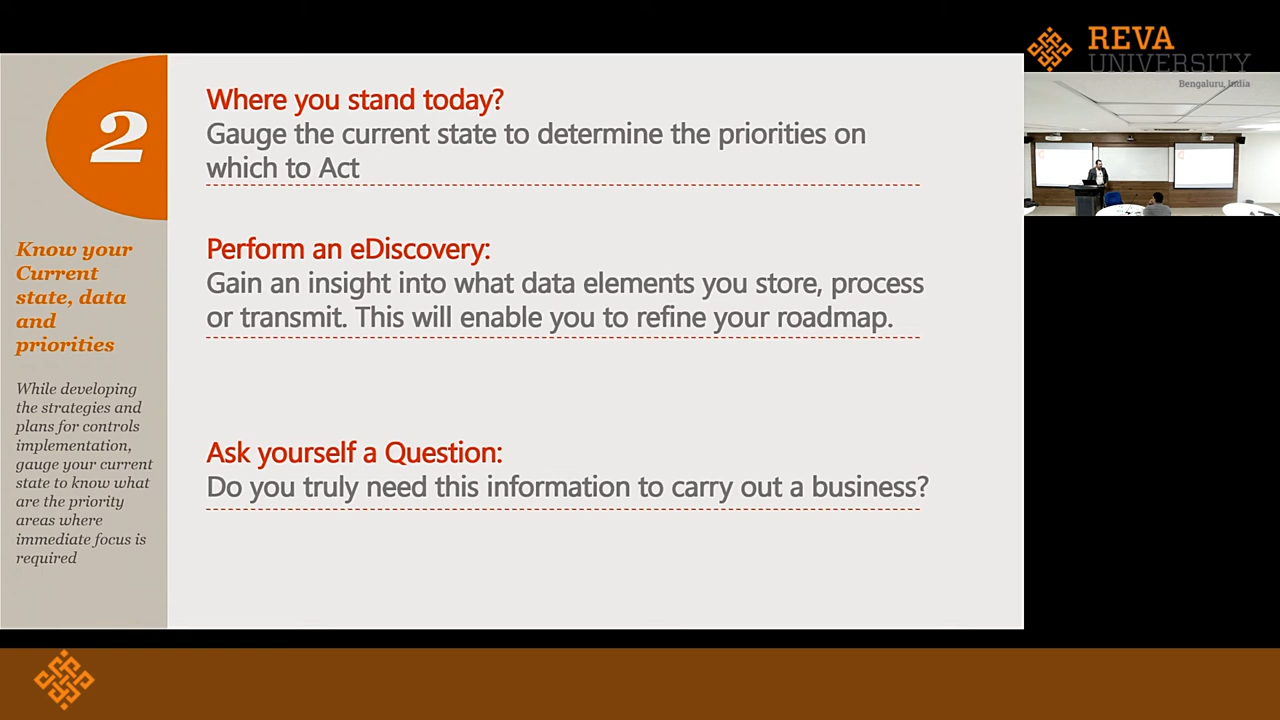 REVA
UNIVERSITY
Bengaluru, India
2
Know your
Current
state, data
and
priorities
While developing
the strategies and
plans for controls
implementation,
gauge your current
state to know what
are the priority
areas where
immediate focus is
required
Where you stand today?
Gauge the current state to determine the priorities on
which to Act
Perform an eDiscovery:
Gain an insight into what data elements you store, process
or transmit. This will enable you to refine your roadmap.
Ask yourself a Question:
Do you truly need this information to carry out a business?